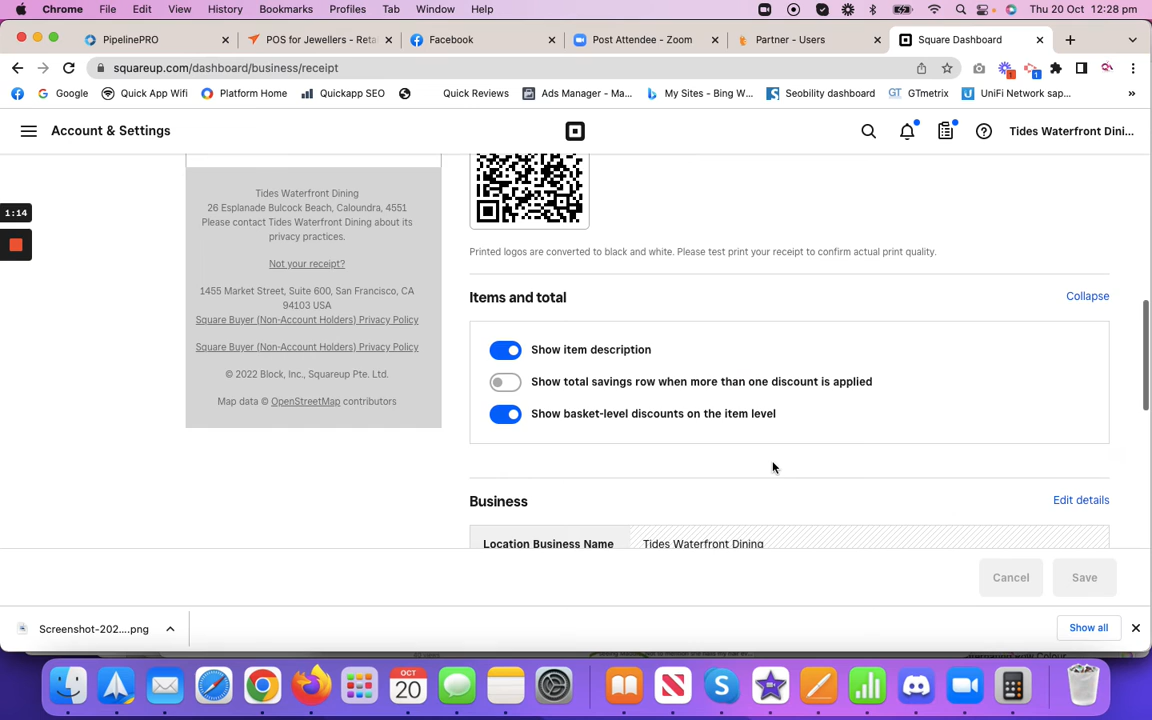 Chrome File Edit View History Bookmarks Profiles Tab Window Help Thu 20 Oct 12:28 pm
PipelinePRO POS for Jewellers - Reta Facebook Post Attendee - Zoom Partner - Users Square Dashboard
squareup.com/dashboard/business/receipt
Google Quick App Wifi Platform Home Quickapp SEO Quick Reviews Ads Manager - Ma... My Sites - Bing W... Seobility dashboard GTmetrix UniFi Network sap... »
Account & Settings Tides Waterfront Dini...
1:14
Tides Waterfront Dining
26 Esplanade Bulcock Beach, Caloundra, 4551
Please contact Tides Waterfront Dining about its
privacy practices.
Not your receipt?
1455 Market Street, Suite 600, San Francisco, CA
94103 USA
Square Buyer (Non-Account Holders) Privacy Policy
Square Buyer (Non-Account Holders) Privacy Policy
© 2022 Block, Inc., Squareup Pte. Ltd.
Map data © OpenStreetMap contributors
Printed logos are converted to black and white. Please test print your receipt to confirm actual print quality.
Items and total Collapse
Show item description
Show total savings row when more than one discount is applied
Show basket-level discounts on the item level
Business Edit details
Location Business Name Tides Waterfront Dining
Cancel Save
Screenshot-202....png Show all
OCT
20